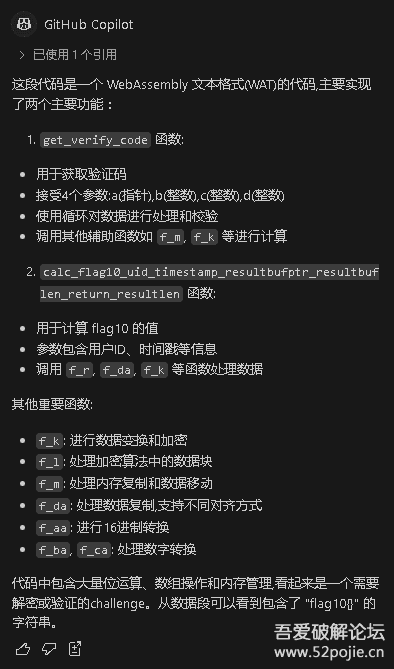 GitHub Copilot
已使用 1 个引用
这段代码是一个 WebAssembly 文本格式(WAT)的代码,主要实现
了两个主要功能：
1. get_verify_code 函数:
• 用于获取验证码
• 接受4个参数:a(指针),b(整数),c(整数),d(整数)
• 使用循环对数据进行处理和校验
• 调用其他辅助函数如 f_m, f_k 等进行计算
2. calc_flag10_uid_timestamp_resultbufptr_resultbuf
len_return_resultlen 函数:
• 用于计算 flag10 的值
• 参数包含用户ID、时间戳等信息
• 调用 f_r, f_da, f_k 等函数处理数据
其他重要函数:
• f_k: 进行数据变换和加密
• f_l: 处理加密算法中的数据块
• f_m: 处理内存复制和数据移动
• f_da: 处理数据复制,支持不同对齐方式
• f_aa: 进行16进制转换
• f_ba, f_ca: 处理数字转换
代码中包含大量位运算、数组操作和内存管理,看起来是一个需要
解密或验证的challenge。从数据段可以看到包含了 "flag10{}" 的
字符串。
吾爱破解论坛
www.52pojie.cn